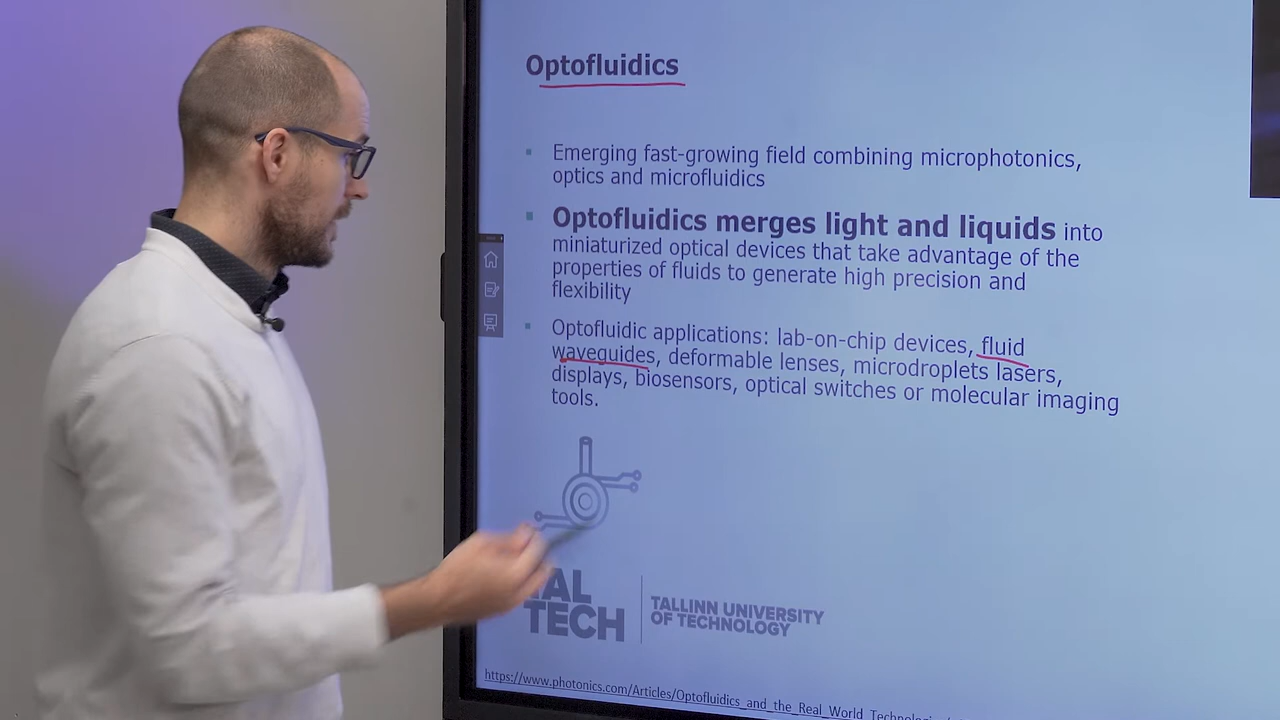 Optofluidics
Emerging fast-growing field combining microphotonics,
optics and microfluidics
Optofluidics merges light and liquids into
miniaturized optical devices that take advantage of the
properties of fluids to generate high precision and
flexibility
Optofluidic applications: lab-on-chip devices, fluid
waveguides, deformable lenses, microdroplets lasers,
displays, biosensors, optical switches or molecular imaging
tools.
TECH
TALLINN UNIVERSITY
OF TECHNOLOGY
https://www.photonics.com/Articles/Optofluidics_and_the_Real_World